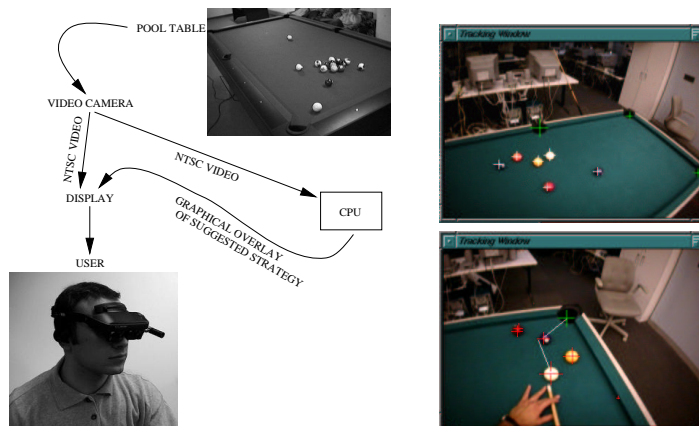 POOL TABLE
VIDEO CAMERA
NTSC VIDEO
NTSC VIDEO
DISPLAY
CPU
GRAPHICAL OVERLAY
OF SUGGESTED STRATEGY
USER
Tracking Window
Tracking Window